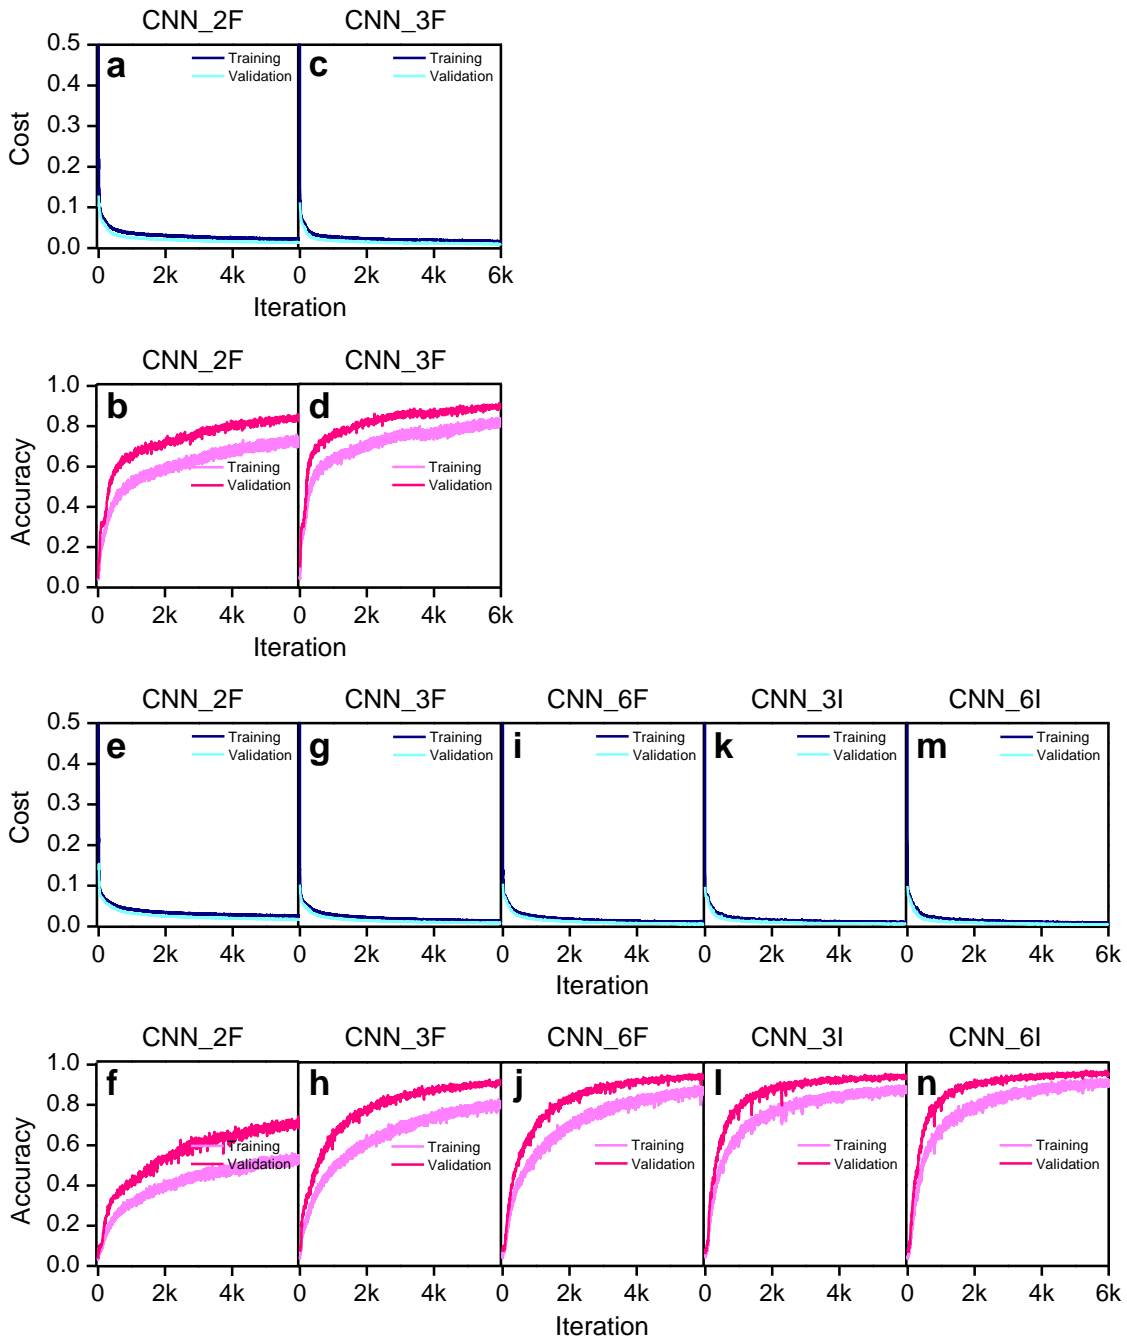 CNN_2F CNN_3F
0.5
0.4
0.3
0.2
0.1
0.0
Cost
a
Training
Validation
c
Training
Validation
0 2k 4k 0 2k 4k 6k
Iteration
CNN_2F CNN_3F
1.0
0.8
0.6
0.4
0.2
0.0
Accuracy
b
Training
Validation
d
Training
Validation
0 2k 4k 0 2k 4k 6k
Iteration
CNN_2F CNN_3F CNN_6F CNN_3I CNN_6I
0.5
0.4
0.3
0.2
0.1
0.0
Cost
e
Training
Validation
g
Training
Validation
i
Training
Validation
k
Training
Validation
m
Training
Validation
0 2k 4k 0 2k 4k 0 2k 4k 0 2k 4k 0 2k 4k 6k
Iteration
CNN_2F CNN_3F CNN_6F CNN_3I CNN_6I
1.0
0.8
0.6
0.4
0.2
0.0
Accuracy
f
Training
Validation
h
Training
Validation
j
Training
Validation
l
Training
Validation
n
Training
Validation
0 2k 4k 0 2k 4k 0 2k 4k 0 2k 4k 0 2k 4k 6k
Iteration